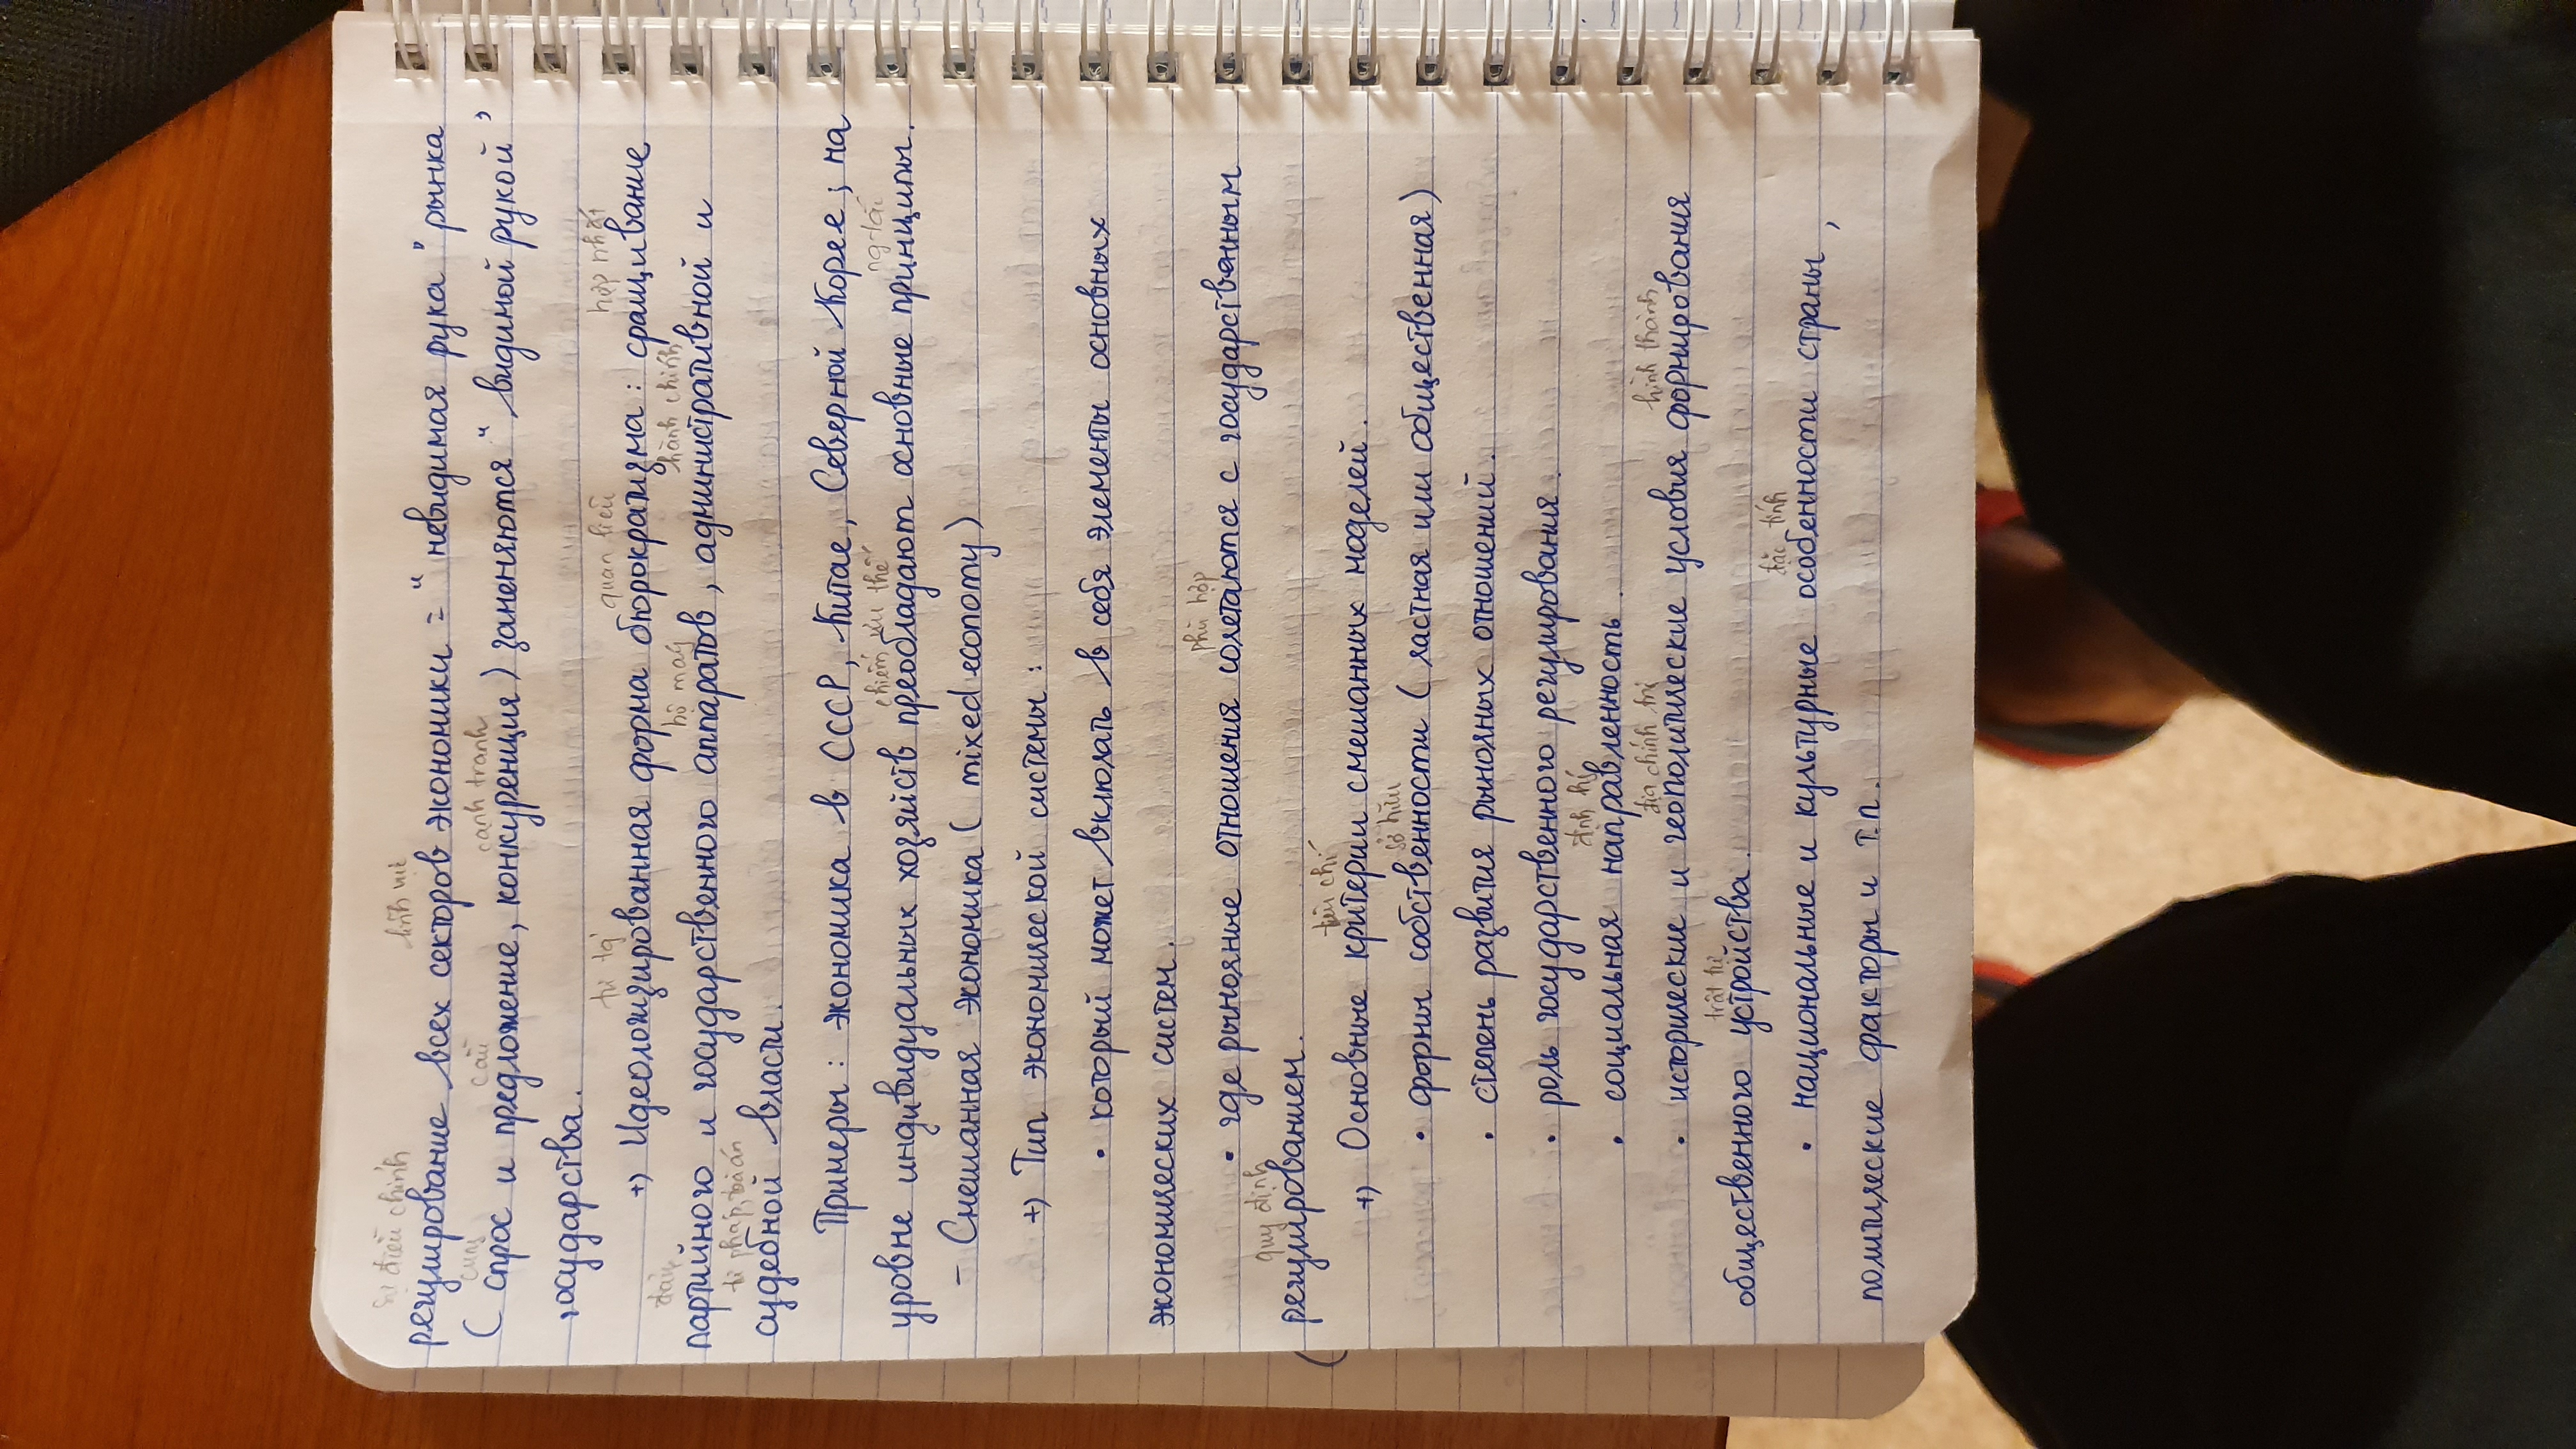 sự điều chỉnh lĩnh vực
регулирование всех секторов экономики = " невидимая рука " рынка
cung cầu cạnh tranh
( спрос и предложение, конкуренция ) заменяются " видимой рукой "
государства.
tư tg quan liêu hợp nhất
+) Идеоложизированная форма бюрократизма : сращивание
đảng bộ máy hành chính
партийного и государственного аппаратов, административной и
tư pháp, toà án
судебной власти.
Примеры : экономика в СССР, Китае, Северной Корее ; на
chiếm ưu thế ng-tắc
уровне индивидуальных хозяйств преобладают основные принципы.
- Смешанная экономика ( mixed economy )
+) Тип экономической системы :
• который может включать в себя элементы основных
экономических систем.
phù hợp
• где рыночные отношения сочетаются с государственным
quy định
регулированием.
tiêu chí
+) Основные критерии смешанных моделей.
sở hữu
• формы собственности ( частная или общественная )
• степень развития рыночных отношений.
• роль государственного регулирования.
• социальная направленность.
địa chính trị hình thành
• исторические и геополитические условия формирования
trật tự
общественного устройства.
đặc tính
• национальные и культурные особенности страны,
политические факторы и т.п.